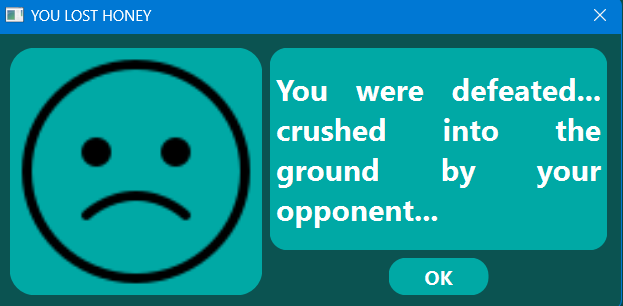 YOU LOST HONEY
You were defeated...
crushed into the
ground by your
opponent...
OK